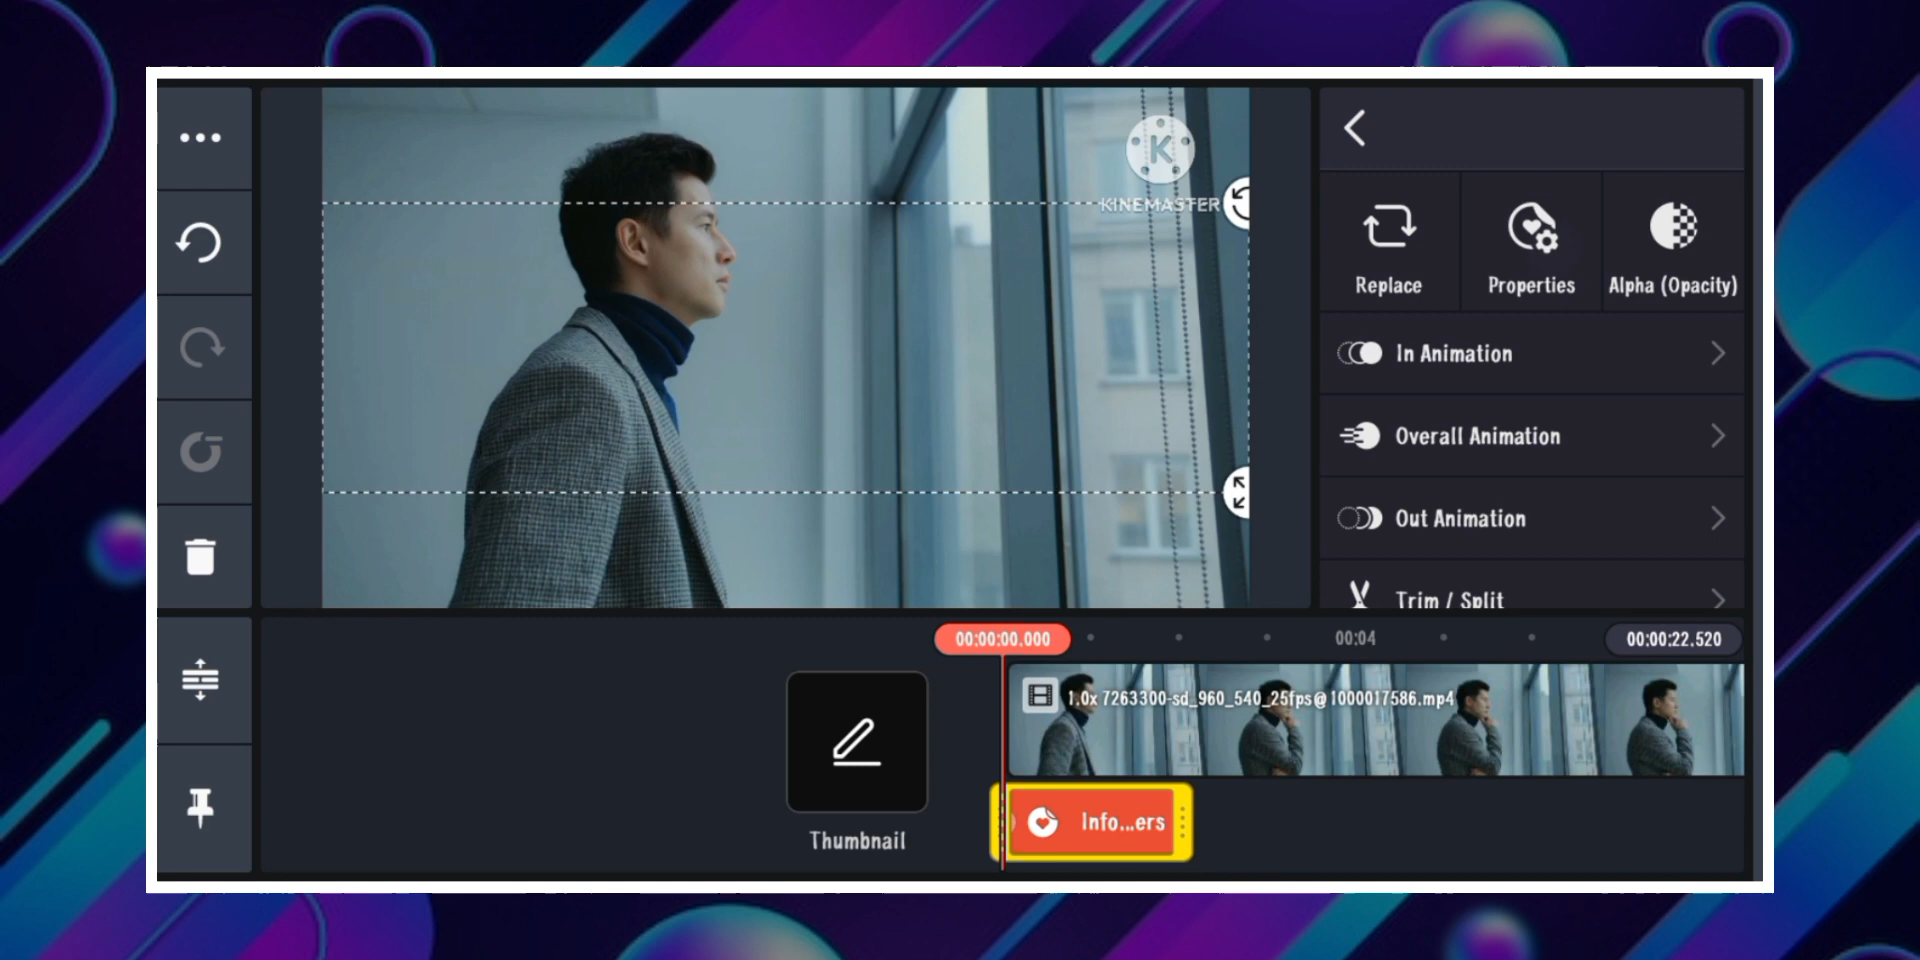 K
KINEMASTER
Replace
Properties
Alpha (Opacity)
In Animation
Overall Animation
Out Animation
Trim / Split
00:00:00.000
00:04
00:00:22.520
1.0x 7263300-sd_960_540_25fps@1000017586.mp4
Thumbnail
Info...ers